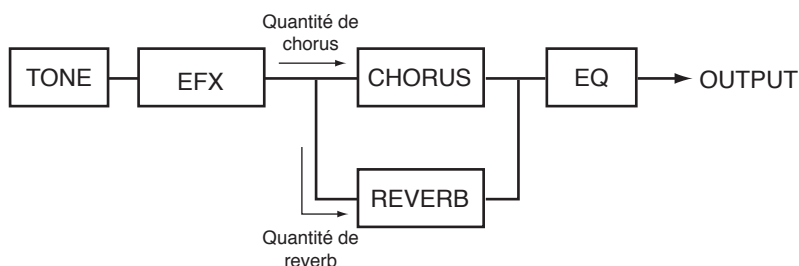 Quantité de
chorus
TONE
EFX
CHORUS
EQ
OUTPUT
REVERB
Quantité de
reverb